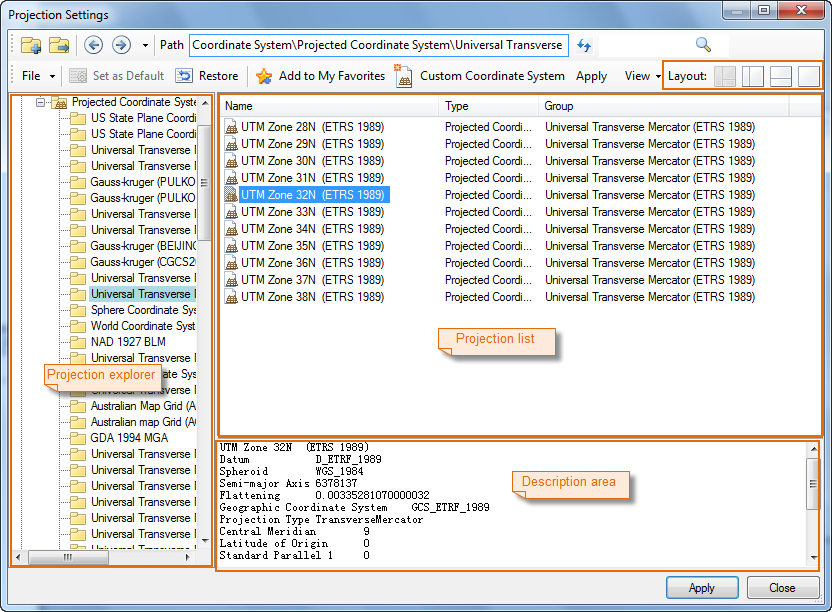 Projection Settings
Path Coordinate System\Projected Coordinate System\Universal Transverse
File Set as Default Restore Add to My Favorites Custom Coordinate System Apply View Layout:
Projected Coordinate Syste
US State Plane Coordi
US State Plane Coordi
Universal Transverse
Universal Transverse
Gauss-kruger (PULKO
Gauss-kruger (PULKO
Universal Transverse
Universal Transverse
Gauss-kruger (BEIJING
Gauss-kruger (CGCS2
Universal Transverse
Universal Transverse
Sphere Coordinate Sy
World Coordinate Syst
NAD 1927 BLM
Universal Transverse
Projection explorer
ate Sys
Universal Transverse
Australian Map Grid (A
Australian map Grid (A
GDA 1994 MGA
Universal Transverse
Universal Transverse
Universal Transverse
Universal Transverse
Universal Transverse
Universal Transverse
Universal Transverse
Name Type Group
UTM Zone 28N (ETRS 1989) Projected Coordi... Universal Transverse Mercator (ETRS 1989)
UTM Zone 29N (ETRS 1989) Projected Coordi... Universal Transverse Mercator (ETRS 1989)
UTM Zone 30N (ETRS 1989) Projected Coordi... Universal Transverse Mercator (ETRS 1989)
UTM Zone 31N (ETRS 1989) Projected Coordi... Universal Transverse Mercator (ETRS 1989)
UTM Zone 32N (ETRS 1989) Projected Coordi... Universal Transverse Mercator (ETRS 1989)
UTM Zone 33N (ETRS 1989) Projected Coordi... Universal Transverse Mercator (ETRS 1989)
UTM Zone 34N (ETRS 1989) Projected Coordi... Universal Transverse Mercator (ETRS 1989)
UTM Zone 35N (ETRS 1989) Projected Coordi... Universal Transverse Mercator (ETRS 1989)
UTM Zone 36N (ETRS 1989) Projected Coordi... Universal Transverse Mercator (ETRS 1989)
UTM Zone 37N (ETRS 1989) Projected Coordi... Universal Transverse Mercator (ETRS 1989)
UTM Zone 38N (ETRS 1989) Projected Coordi... Universal Transverse Mercator (ETRS 1989)
Projection list
UTM Zone 32N (ETRS 1989)
Datum D_ETRF_1989
Spheroid WGS_1984
Semi-major Axis 6378137
Flattening 0.00335281070000032
Geographic Coordinate System GCS_ETRF_1989
Projection Type TransverseMercator
Central Meridian 9
Latitude of Origin 0
Standard Parallel 1 0
Description area
Apply Close